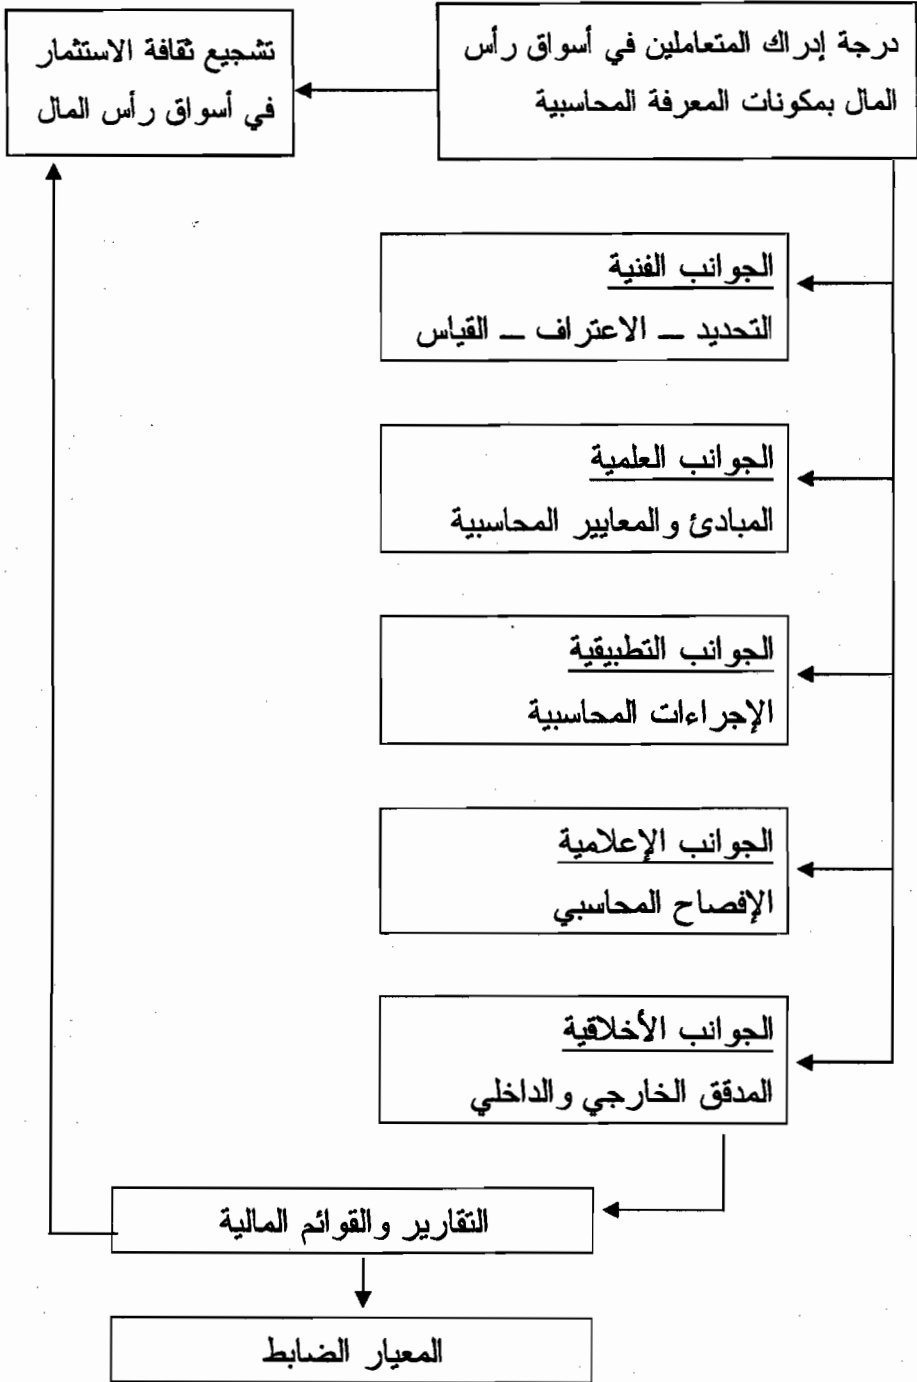 درجة إدراك المتعاملين في أسواق رأس
المال بمكونات المعرفة المحاسبية
تشجيع ثقافة الاستثمار
في أسواق رأس المال
الجوانب الفنية
التحديد – الاعتراف – القياس
الجوانب العلمية
المبادئ والمعايير المحاسبية
الجوانب التطبيقية
الإجراءات المحاسبية
الجوانب الإعلامية
الإفصاح المحاسبي
الجوانب الأخلاقية
المدقق الخارجي والداخلي
التقارير والقوائم المالية
المعيار الضابط